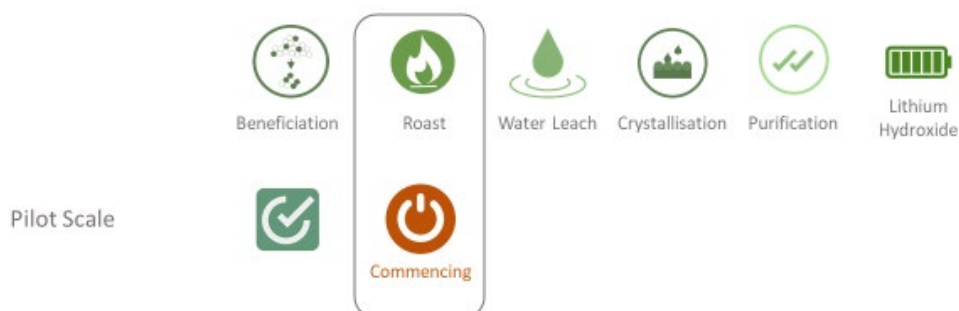 Beneficiation
Roast
Water Leach
Crystallisation
Purification
Lithium
Hydroxide
Pilot Scale
Commencing